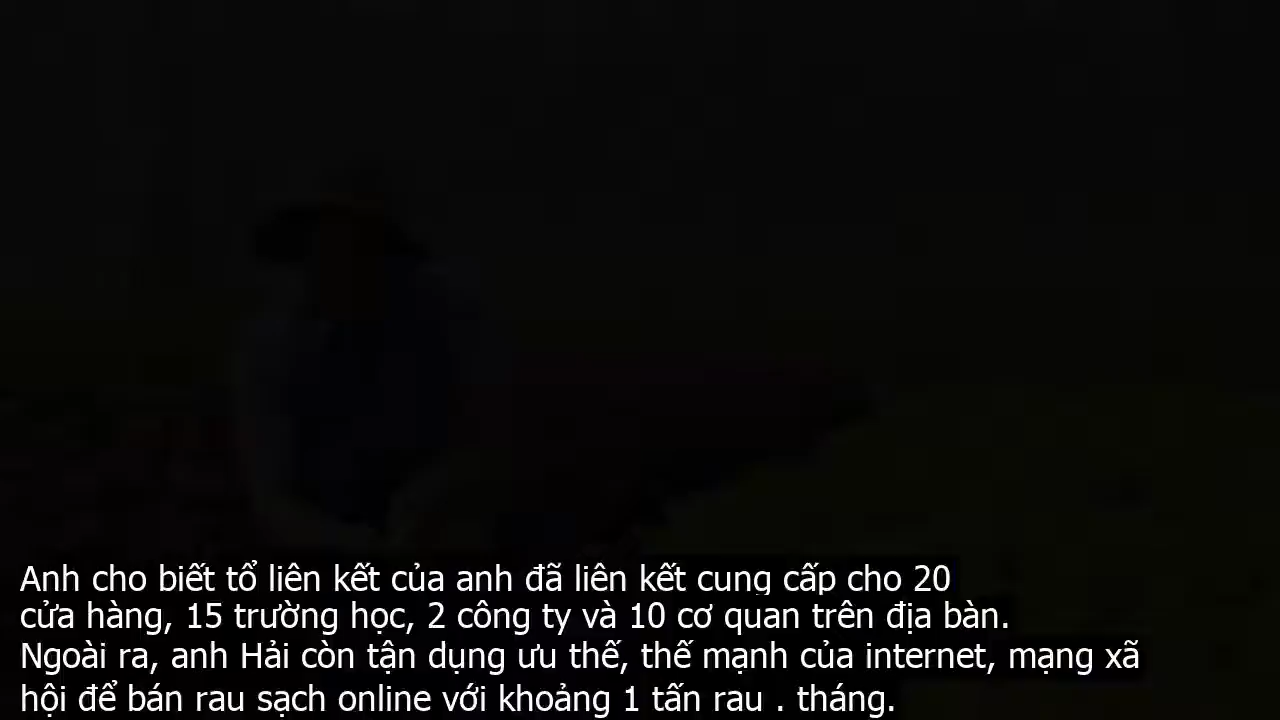 Anh cho biết tổ liên kết của anh đã liên kết cung cấp cho 20
cửa hàng, 15 trường học, 2 công ty và 10 cơ quan trên địa bàn.
Ngoài ra, anh Hải còn tận dụng ưu thế, thế mạnh của internet, mạng xã
hội để bán rau sạch online với khoảng 1 tấn rau . tháng.